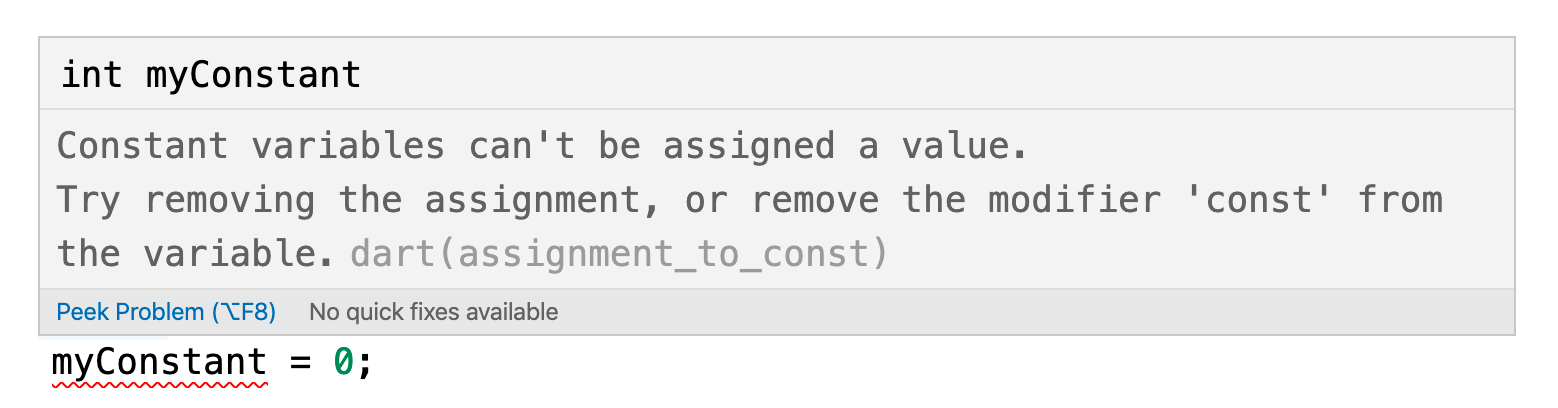 int myConstant
Constant variables can't be assigned a value.
Try removing the assignment, or remove the modifier 'const' from
the variable. dart(assignment_to_const)
Peek Problem (⌥F8) No quick fixes available
myConstant = 0;